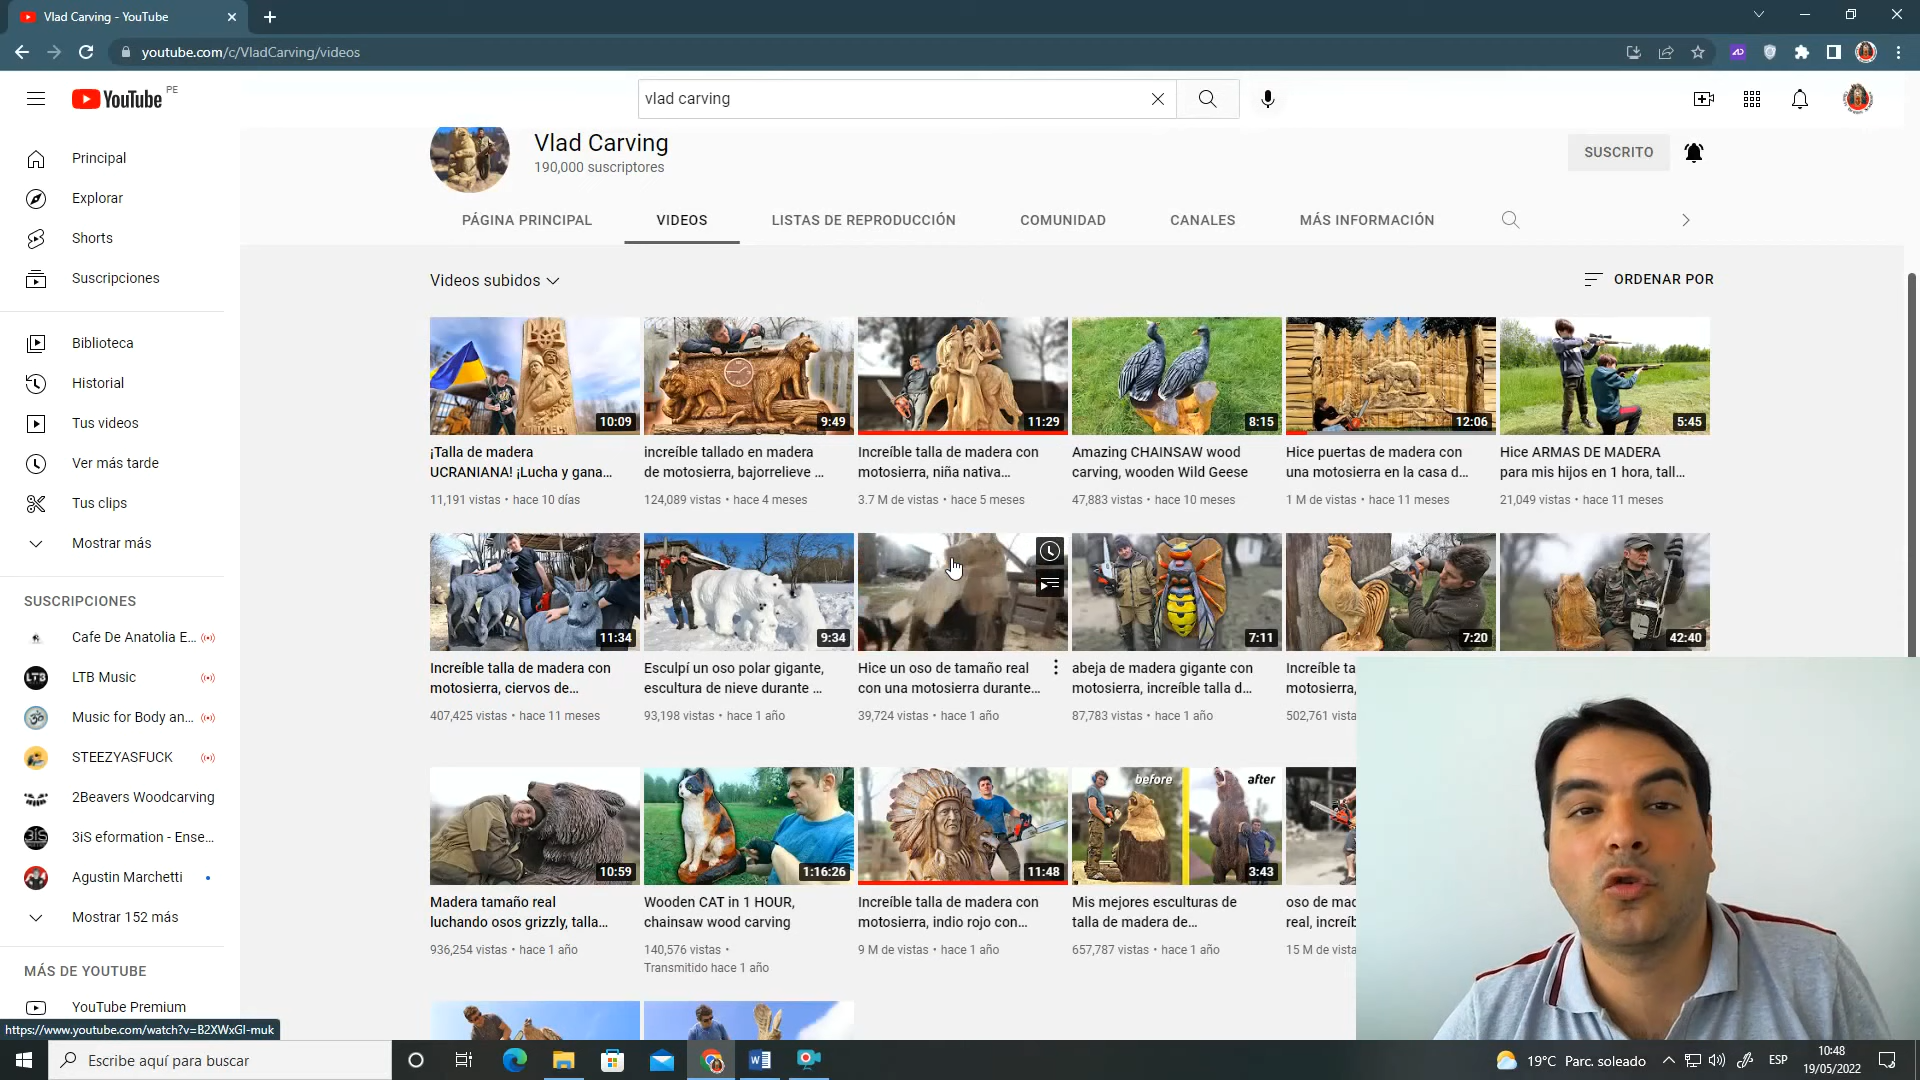 Vlad Carving - YouTube
youtube.com/c/VladCarving/videos
YouTube PE
vlad carving
Principal
Explorar
Shorts
Suscripciones
Biblioteca
Historial
Tus videos
Ver más tarde
Tus clips
Mostrar más
SUSCRIPCIONES
Cafe De Anatolia E...
LTB Music
Music for Body an...
STEEZYASFUCK
2Beavers Woodcarving
3iS eformation - Ense...
Agustin Marchetti
Mostrar 152 más
MÁS DE YOUTUBE
YouTube Premium
https://www.youtube.com/watch?v=B2XWxGI-muk
Vlad Carving
190,000 suscriptores
SUSCRITO
PÁGINA PRINCIPAL
VIDEOS
LISTAS DE REPRODUCCIÓN
COMUNIDAD
CANALES
MÁS INFORMACIÓN
Videos subidos
ORDENAR POR
10:09
¡Talla de madera
UCRANIANA! ¡Lucha y gana...
11,191 vistas • hace 10 días
9:49
increíble tallado en madera
de motosierra, bajorrelieve ...
124,089 vistas • hace 4 meses
11:29
Increíble talla de madera con
motosierra, niña nativa...
3.7 M de vistas • hace 5 meses
8:15
Amazing CHAINSAW wood
carving, wooden Wild Geese
47,883 vistas • hace 10 meses
12:06
Hice puertas de madera con
una motosierra en la casa d...
1 M de vistas • hace 11 meses
5:45
Hice ARMAS DE MADERA
para mis hijos en 1 hora, tall...
21,049 vistas • hace 11 meses
11:34
Increíble talla de madera con
motosierra, ciervos de...
407,425 vistas • hace 11 meses
9:34
Esculpí un oso polar gigante,
escultura de nieve durante ...
93,198 vistas • hace 1 año
Hice un oso de tamaño real
con una motosierra durante...
39,724 vistas • hace 1 año
7:11
abeja de madera gigante con
motosierra, increíble talla d...
87,783 vistas • hace 1 año
7:20
Increíble ta
motosierra,
502,761 vista
42:40
10:59
Madera tamaño real
luchando osos grizzly, talla...
936,254 vistas • hace 1 año
1:16:26
Wooden CAT in 1 HOUR,
chainsaw wood carving
140,576 vistas •
Transmitido hace 1 año
11:48
Increíble talla de madera con
motosierra, indio rojo con...
9 M de vistas • hace 1 año
before
after
3:43
Mis mejores esculturas de
talla de madera de...
657,787 vistas • hace 1 año
oso de mad
real, increíb
15 M de vista
Escribe aquí para buscar
19°C Parc. soleado
ESP
10:48
19/05/2022